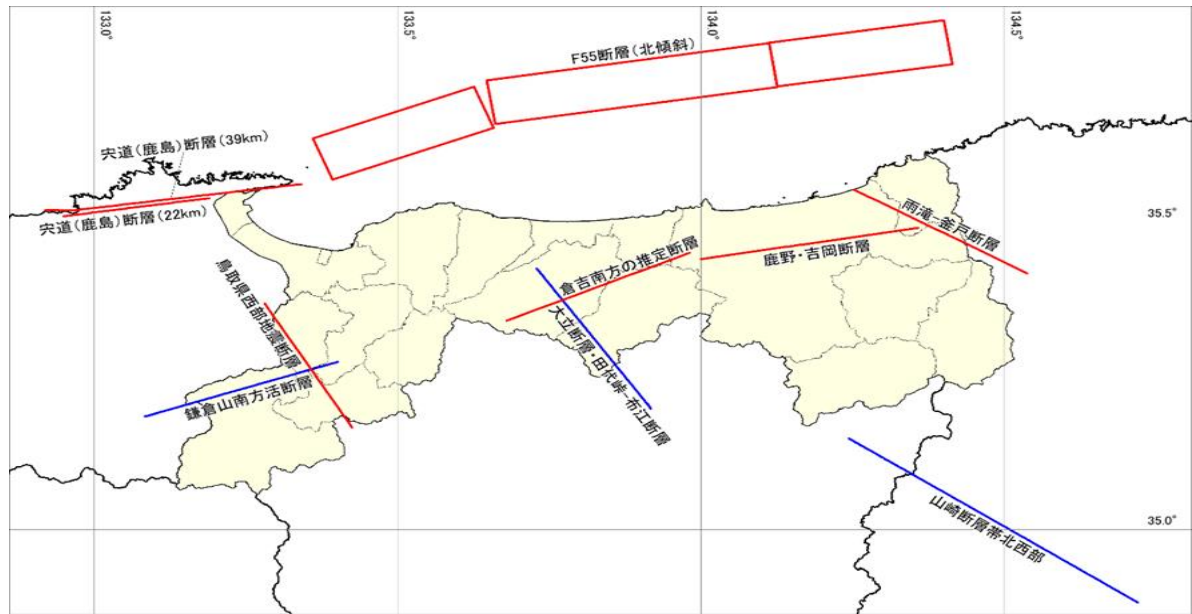 133.0°
133.5°
134.0°
134.5°
F55断層(北傾斜)
宍道(鹿島)断層(39km)
宍道(鹿島)断層(22km)
35.5°
雨滝-釜戸断層
鹿野・吉岡断層
倉吉南方の推定断層
鳥取県西部地震断層
大立断層・田代峠-布江断層
鎌倉山南方活断層
山崎断層帯北西部
35.0°